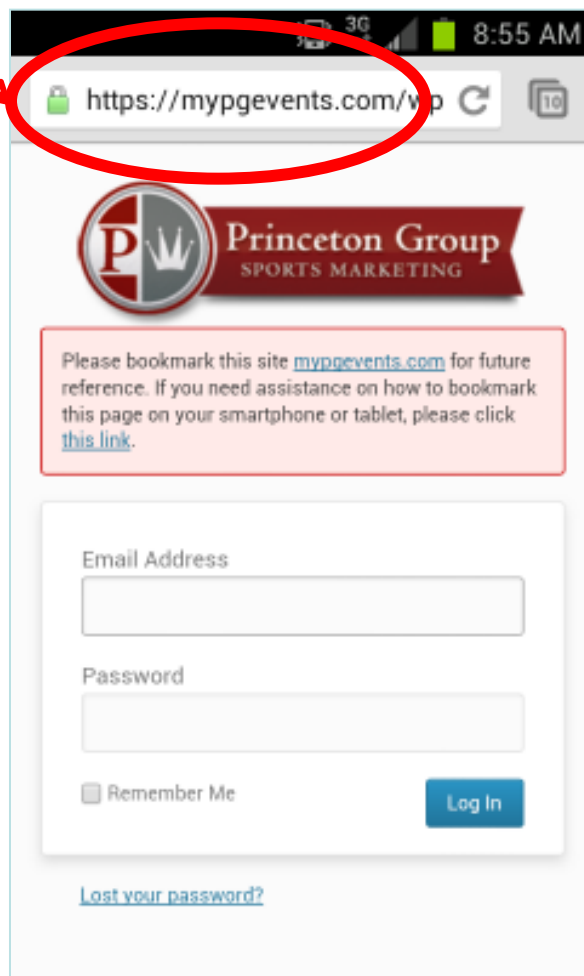 3G 8:55 AM
https://mypgevents.com/wp 10
P Princeton Group
SPORTS MARKETING
Please bookmark this site mypgevents.com for future
reference. If you need assistance on how to bookmark
this page on your smartphone or tablet, please click
this link.
Email Address
Password
Remember Me Log In
Lost your password?